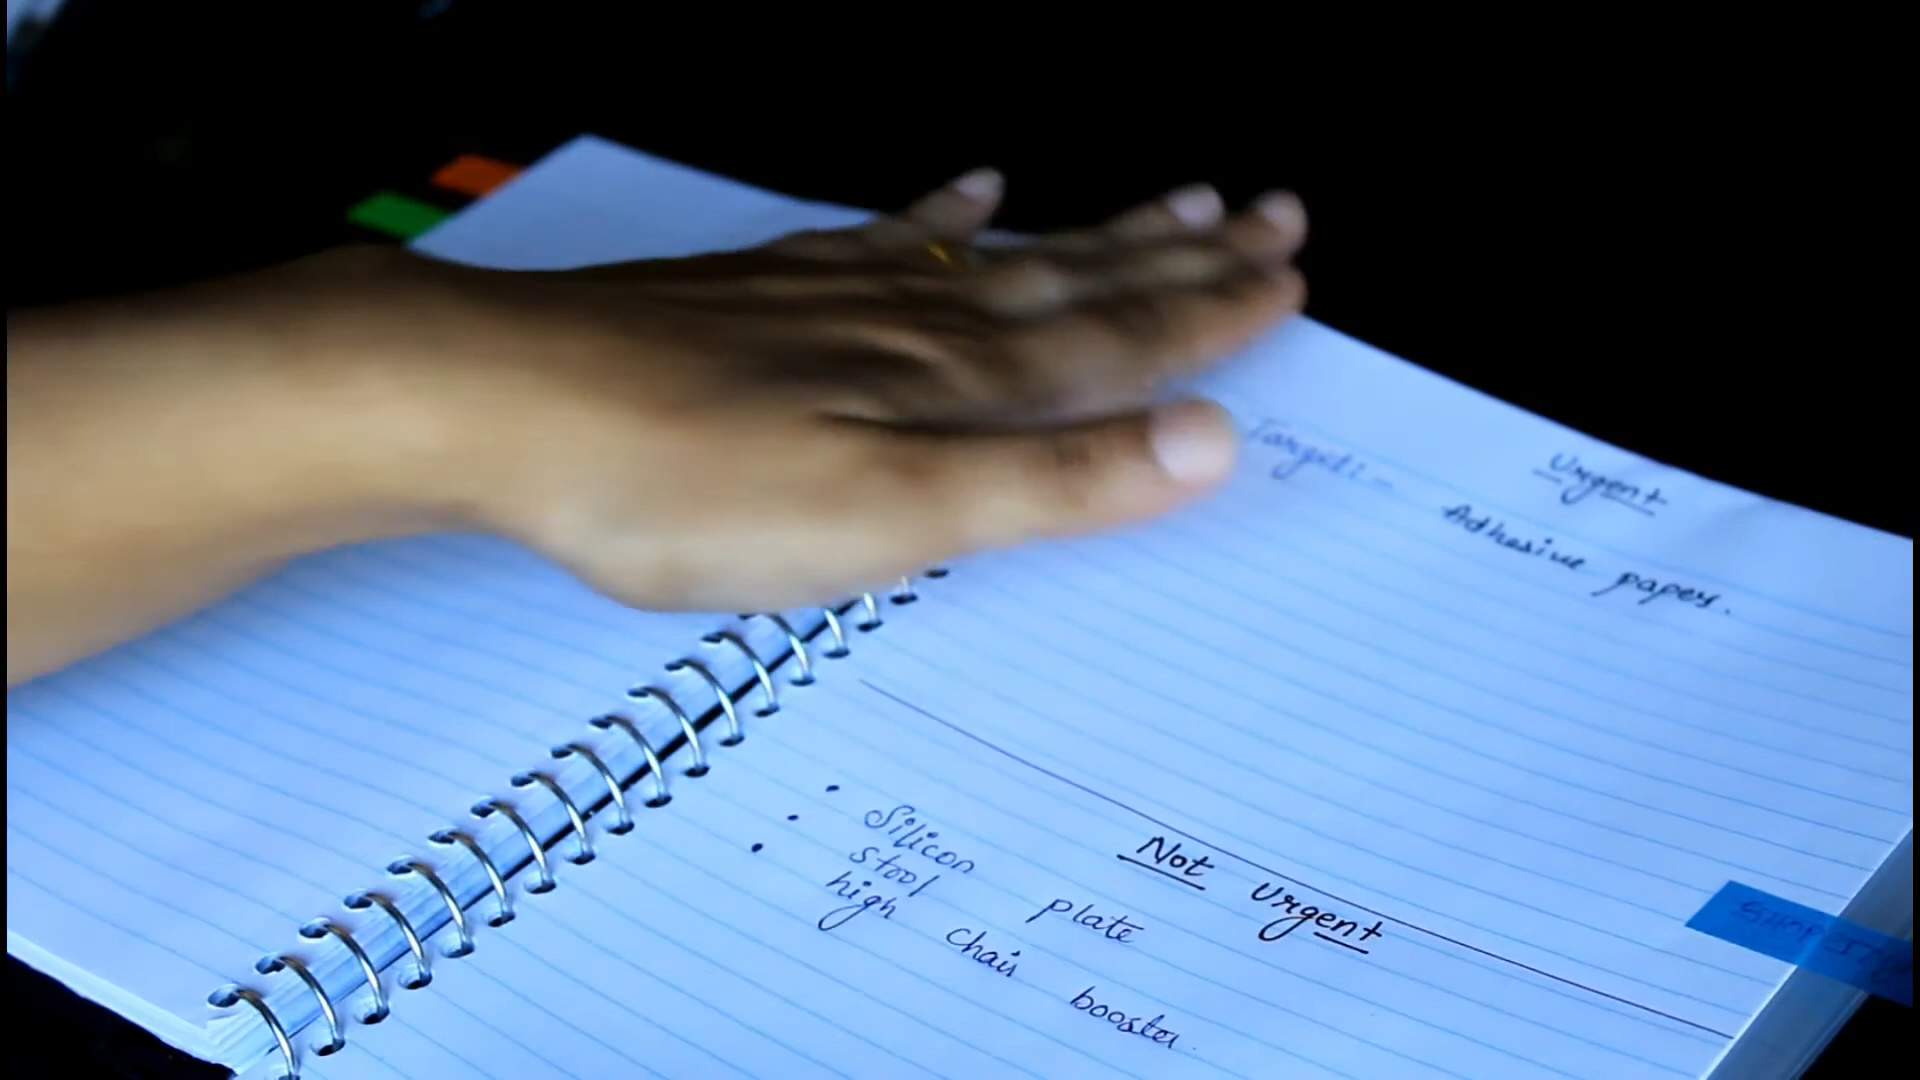 Urgent
Target:- Adhesive paper.
Not Urgent
• Silicon plate
• stool
• high chair booster.